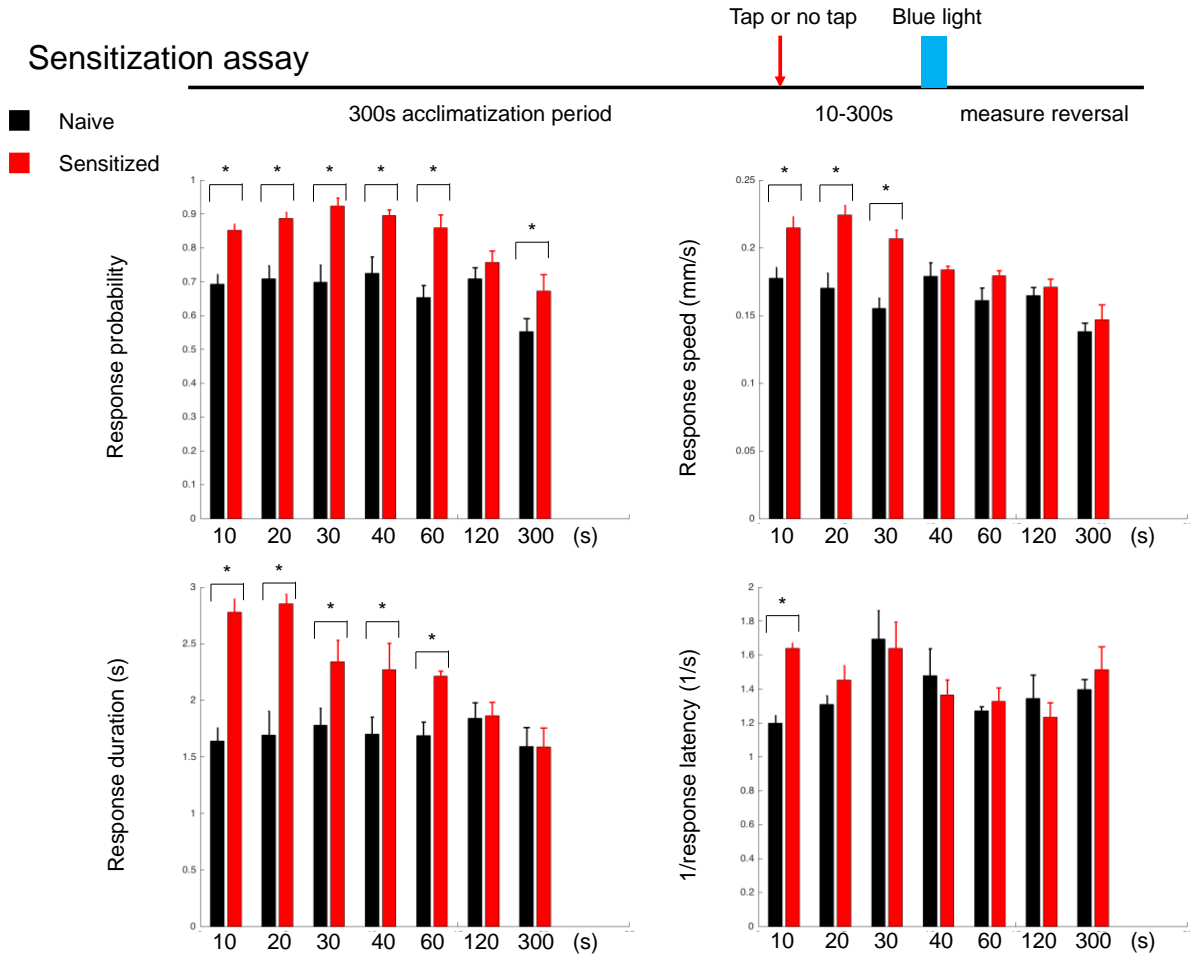 Tap or no tap Blue light
Sensitization assay
300s acclimatization period 10-300s measure reversal
Naive
Sensitized
Response probability
1
0.9
0.8
0.7
0.6
0.5
0.4
0.3
0.2
0.1
0
* * * * * *
10 20 30 40 60 120 300 (s)
Response speed (mm/s)
0.25
0.2
0.15
0.1
0.05
0
* * *
10 20 30 40 60 120 300 (s)
Response duration (s)
3
2.5
2
1.5
1
0.5
0
* * * * *
10 20 30 40 60 120 300 (s)
1/response latency (1/s)
2
1.8
1.6
1.4
1.2
1
0.8
0.6
0.4
0.2
0
*
10 20 30 40 60 120 300 (s)